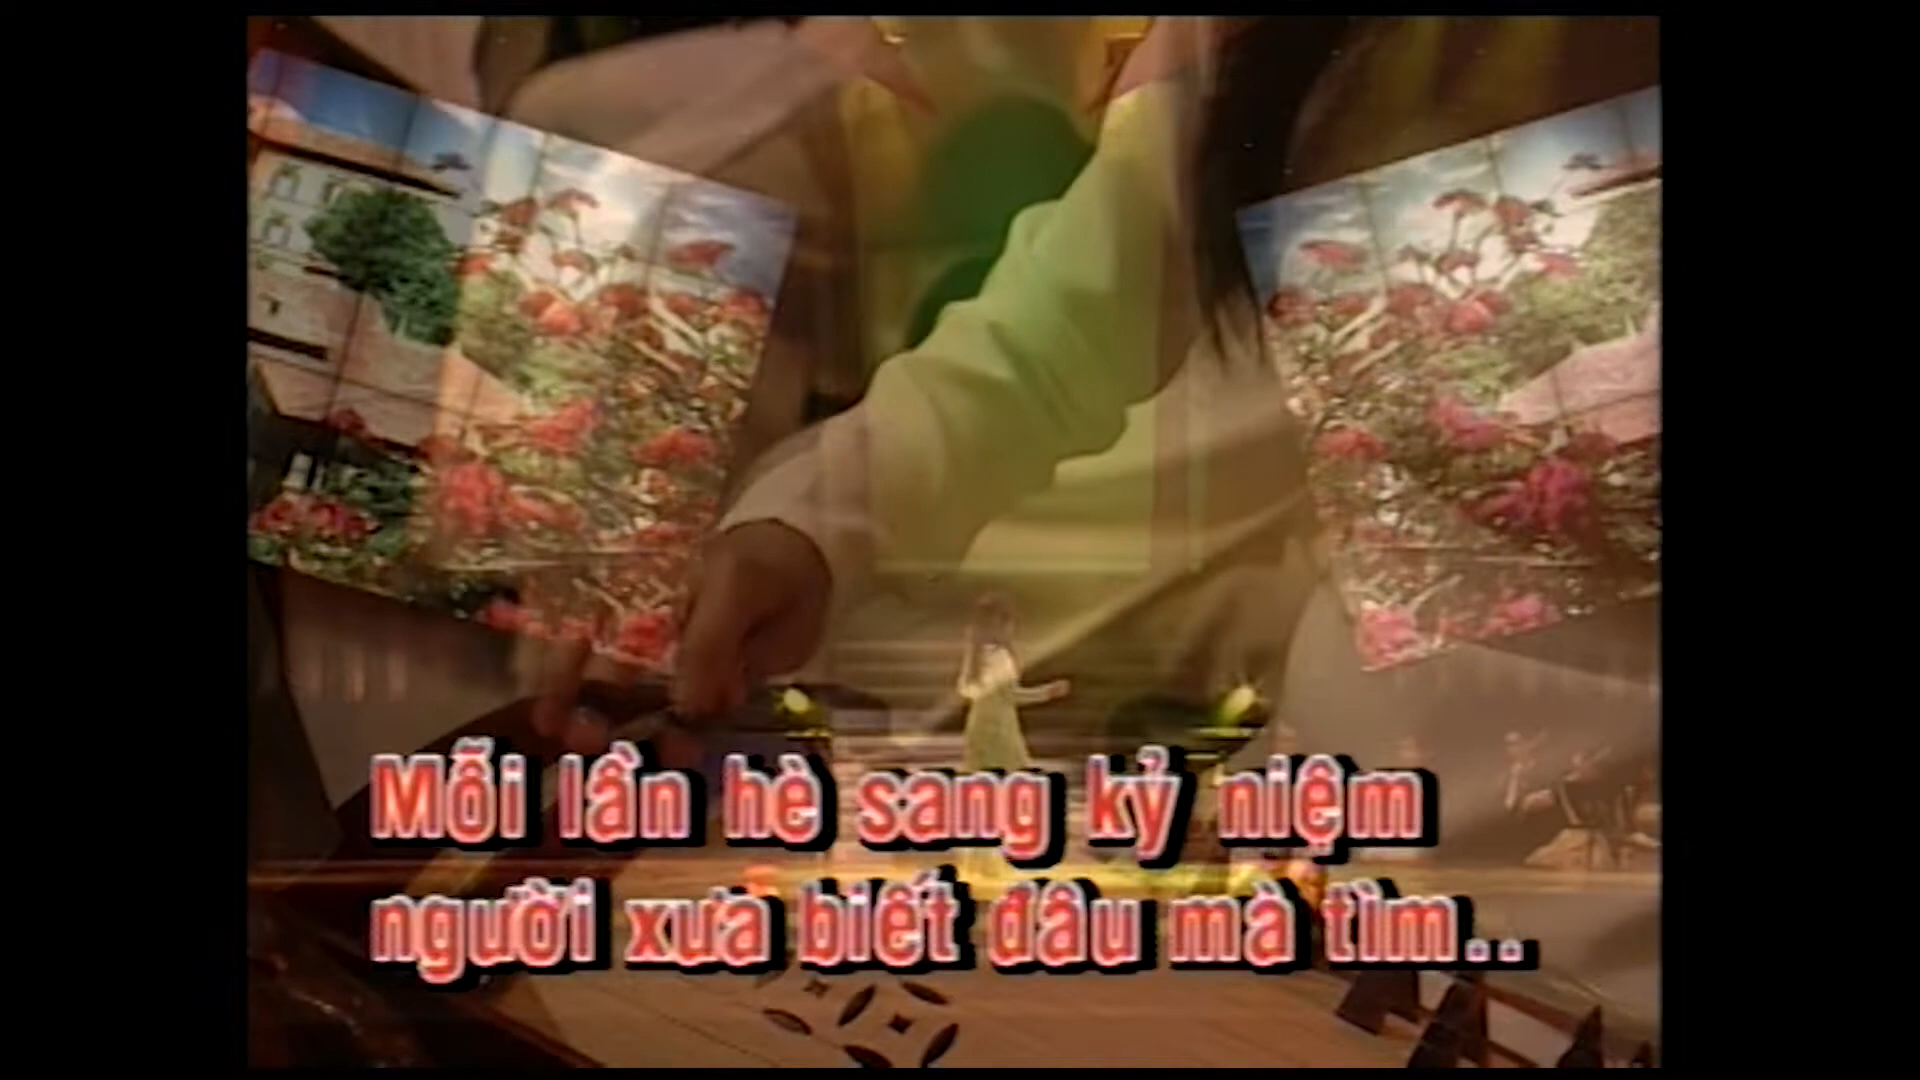 Mỗi lần hè sang kỷ niệm
người xưa biết đâu mà tìm..